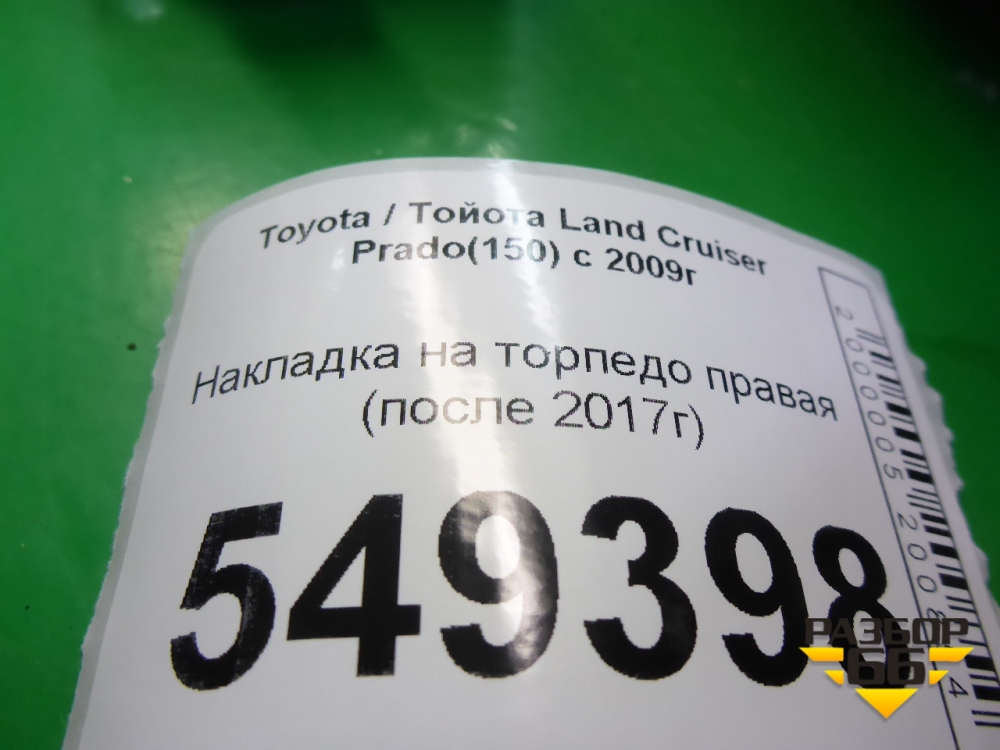 Toyota / Тойота Land Cruiser
Prado(150) с 2009г
Накладка на торпедо правая
(после 2017г)
549398
РАЗБОР
66